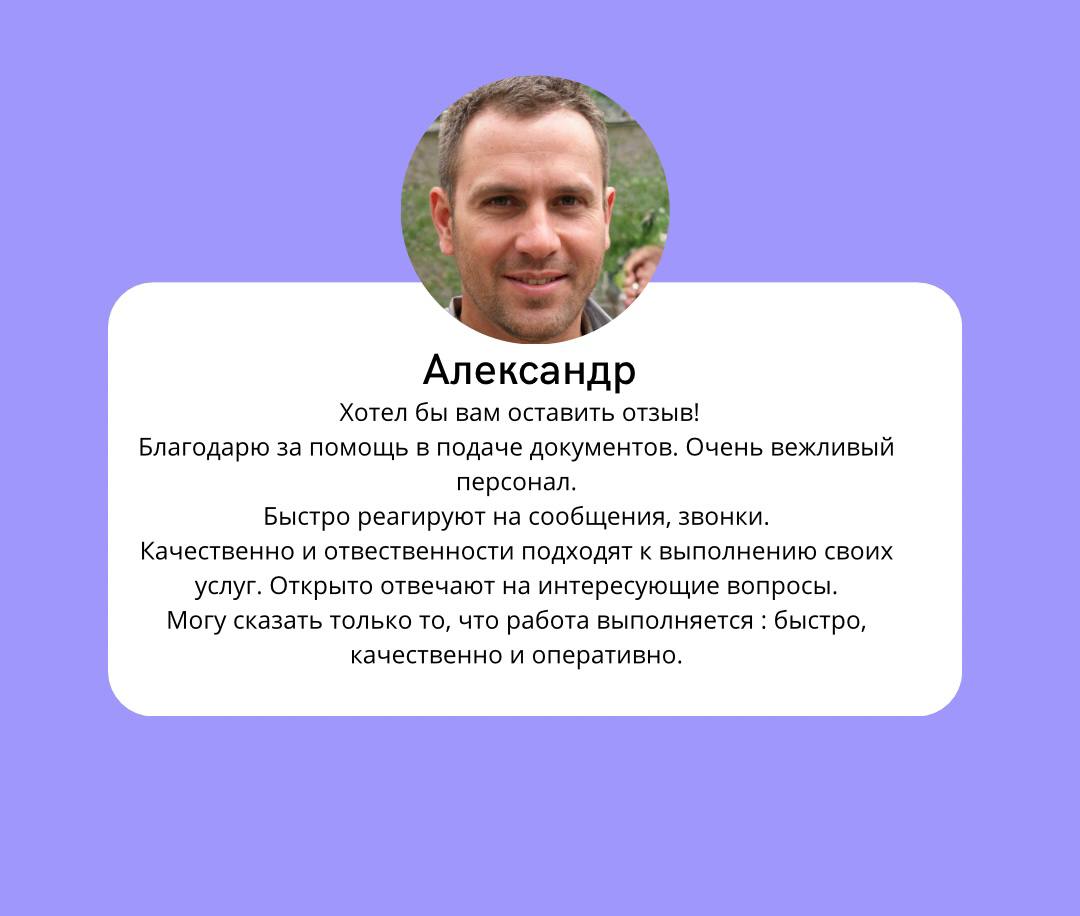 Александр
Хотел бы вам оставить отзыв!
Благодарю за помощь в подаче документов. Очень вежливый
персонал.
Быстро реагируют на сообщения, звонки.
Качественно и отвественности подходят к выполнению своих
услуг. Открыто отвечают на интересующие вопросы.
Могу сказать только то, что работа выполняется : быстро,
качественно и оперативно.